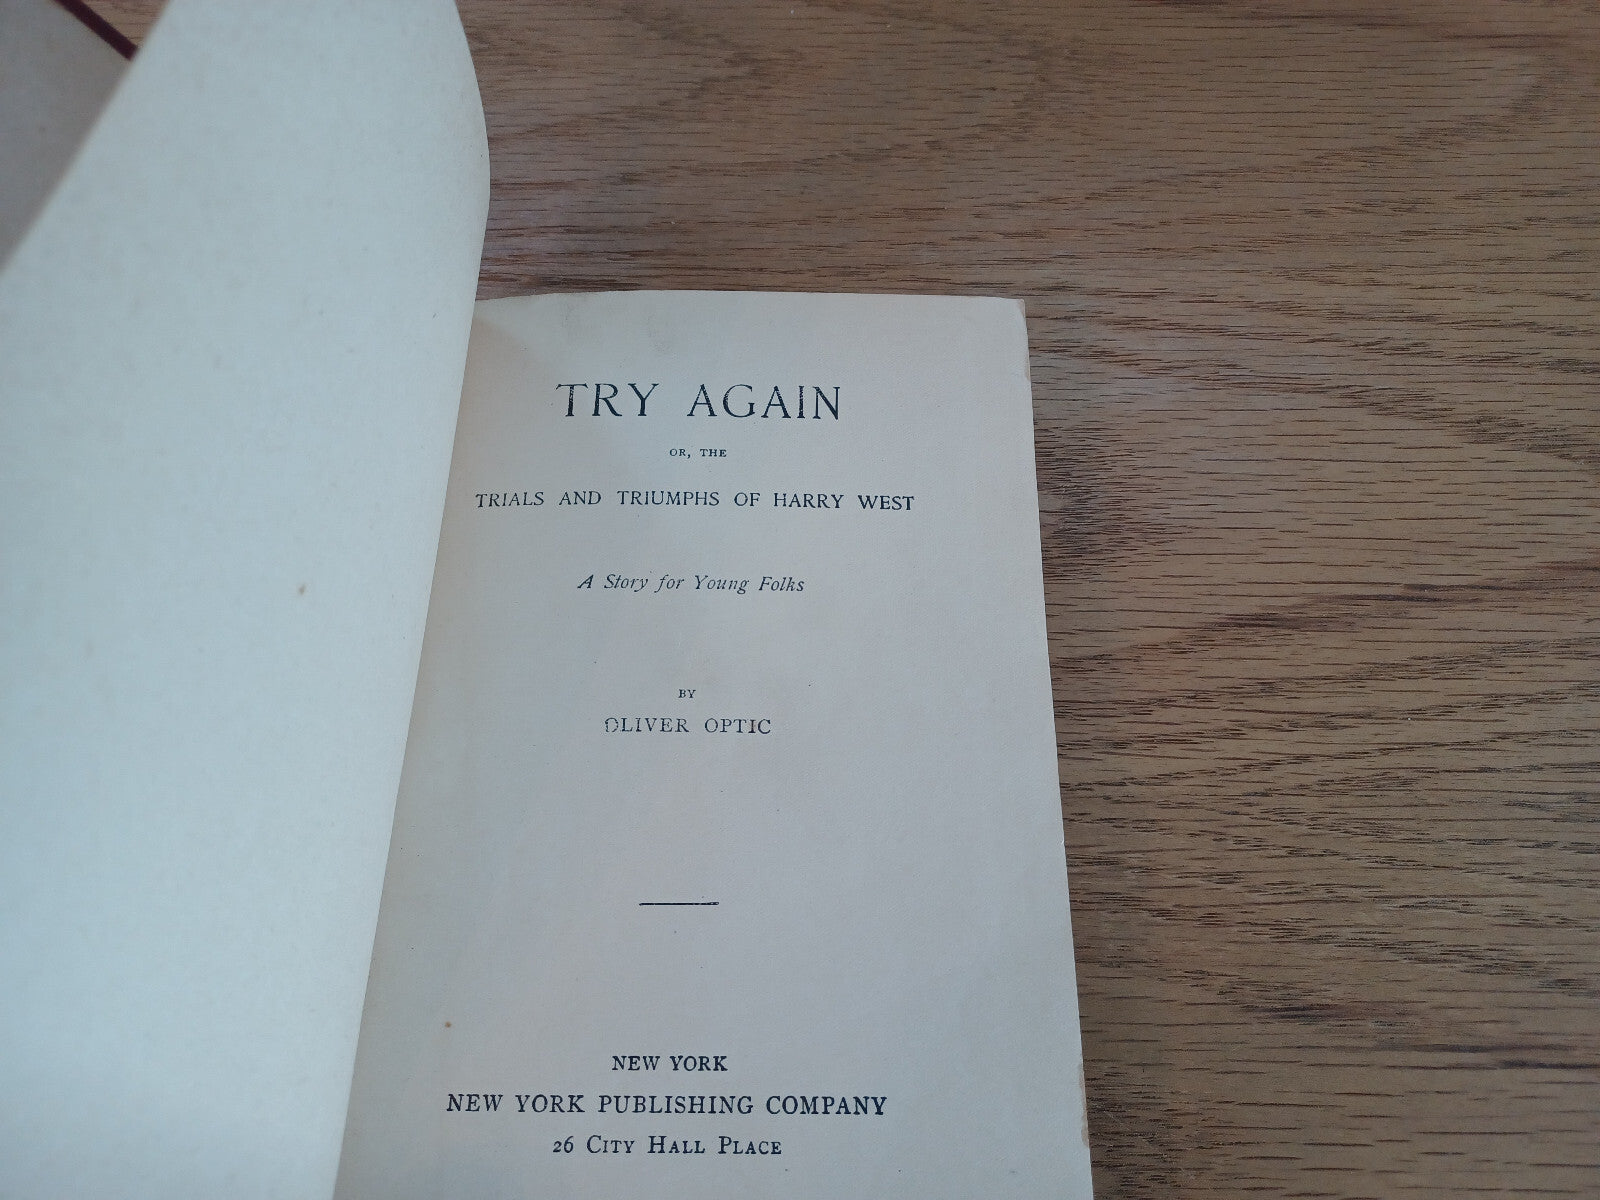 TRY AGAIN
OR, THE
TRIALS AND TRIUMPHS OF HARRY WEST
A Story for Young Folks
BY
OLIVER OPTIC
NEW YORK
NEW YORK PUBLISHING COMPANY
26 CITY HALL PLACE